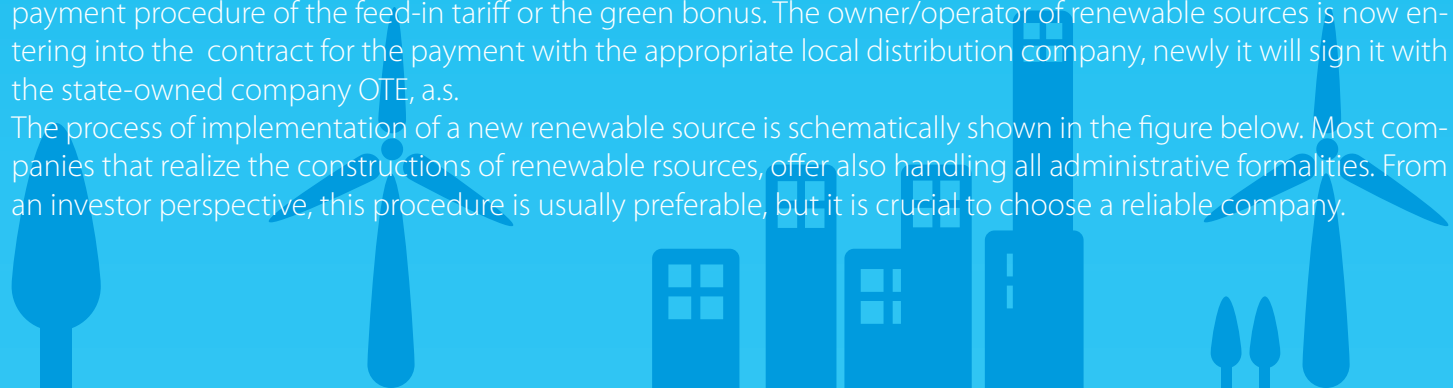 payment procedure of the feed-in tariff or the green bonus. The owner/operator of renewable sources is now en-
tering into the contract for the payment with the appropriate local distribution company, newly it will sign it with
the state-owned company OTE, a.s.
The process of implementation of a new renewable source is schematically shown in the figure below. Most com-
panies that realize the constructions of renewable rsources, offer also handling all administrative formalities. From
an investor perspective, this procedure is usually preferable, but it is crucial to choose a reliable company.